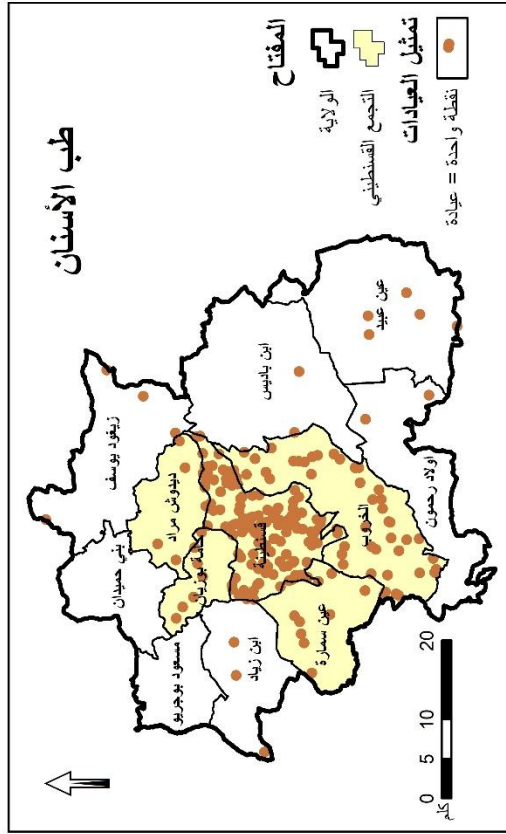 طب الأسنان
المفتاح
الولاية
التجمع القسنطيني
تمثيل العيادات
نقطة واحدة = عيادة
زيغود يوسف
بني حميدان
ديدوش مراد
حامة بوزيان
مسعود بوجريو
ابن زياد
قسنطينة
ابن باديس
عين سمارة
الخروب
عين عبيد
اولاد رحمون
0 5 10 20
كلم